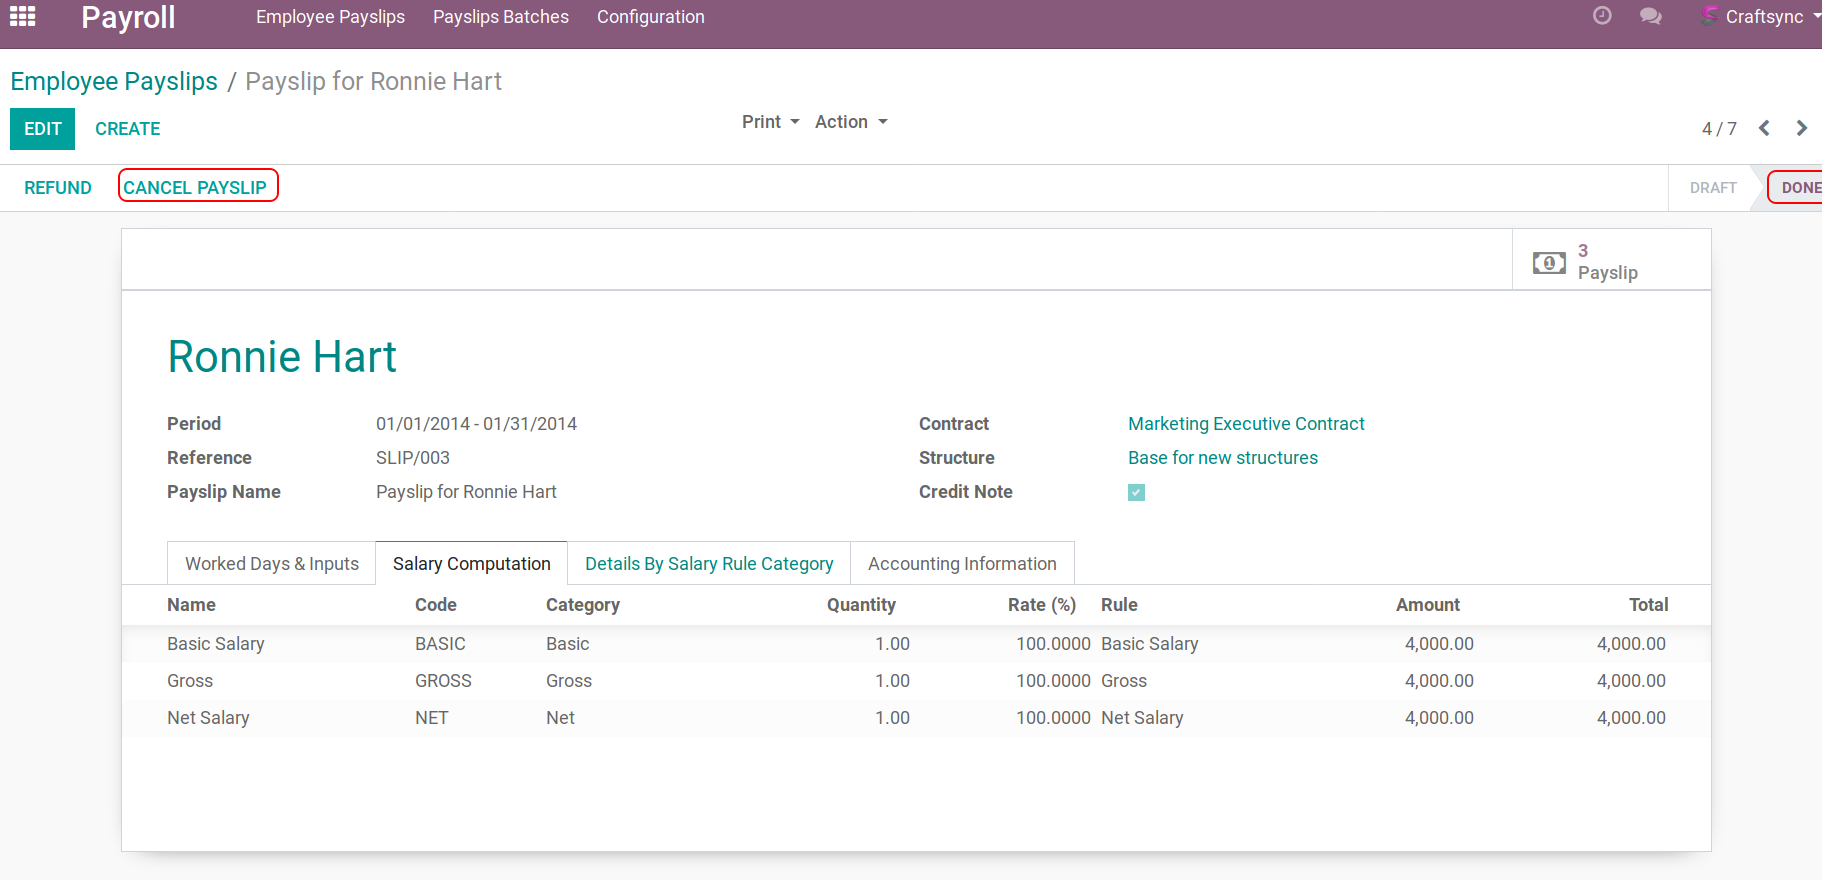 Payroll Employee Payslips Payslips Batches Configuration Craftsync
Employee Payslips / Payslip for Ronnie Hart
EDIT CREATE Print Action 4 / 7
REFUND CANCEL PAYSLIP DRAFT DONE
3
Payslip
Ronnie Hart
Period 01/01/2014 - 01/31/2014 Contract Marketing Executive Contract
Reference SLIP/003 Structure Base for new structures
Payslip Name Payslip for Ronnie Hart Credit Note
Worked Days & Inputs Salary Computation Details By Salary Rule Category Accounting Information
Name Code Category Quantity Rate (%) Rule Amount Total
Basic Salary BASIC Basic 1.00 100.0000 Basic Salary 4,000.00 4,000.00
Gross GROSS Gross 1.00 100.0000 Gross 4,000.00 4,000.00
Net Salary NET Net 1.00 100.0000 Net Salary 4,000.00 4,000.00